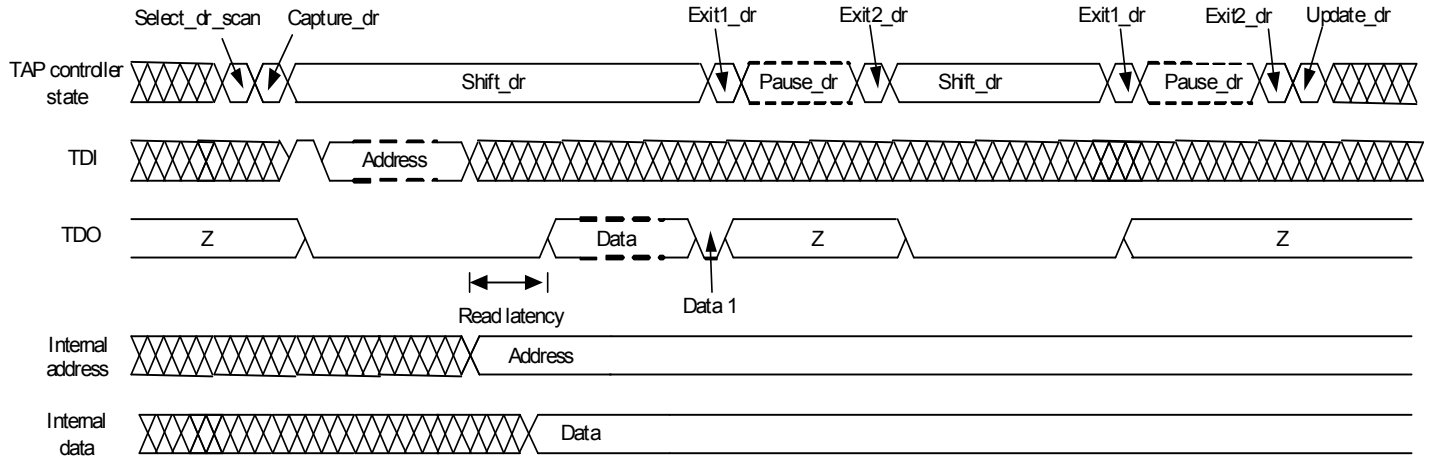 Select_dr_scan
Capture_dr
Exit1_dr
Exit2_dr
Exit1_dr
Exit2_dr
Update_dr
TAP controller
state
Shift_dr
Pause_dr
Shift_dr
Pause_dr
TDI
Address
TDO
Z
Data
Z
Z
Read latency
Data 1
Internal
address
Address
Internal
data
Data